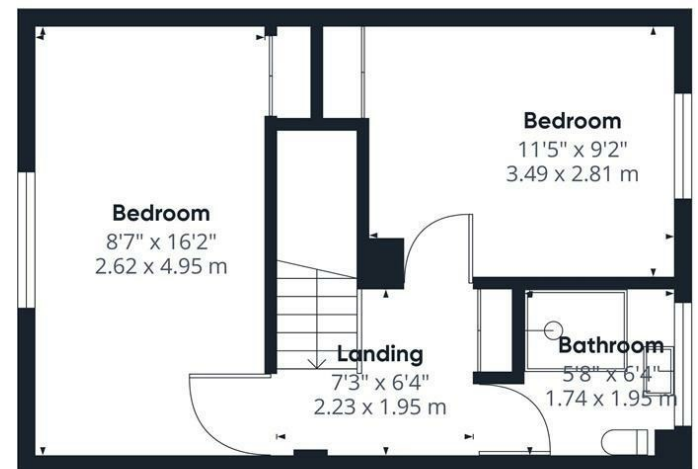 Bedroom
11'5" x 9'2"
3.49 x 2.81 m
Bedroom
8'7" x 16'2"
2.62 x 4.95 m
Landing
7'3" x 6'4"
2.23 x 1.95 m
Bathroom
5'8" x 6'4"
1.74 x 1.95 m